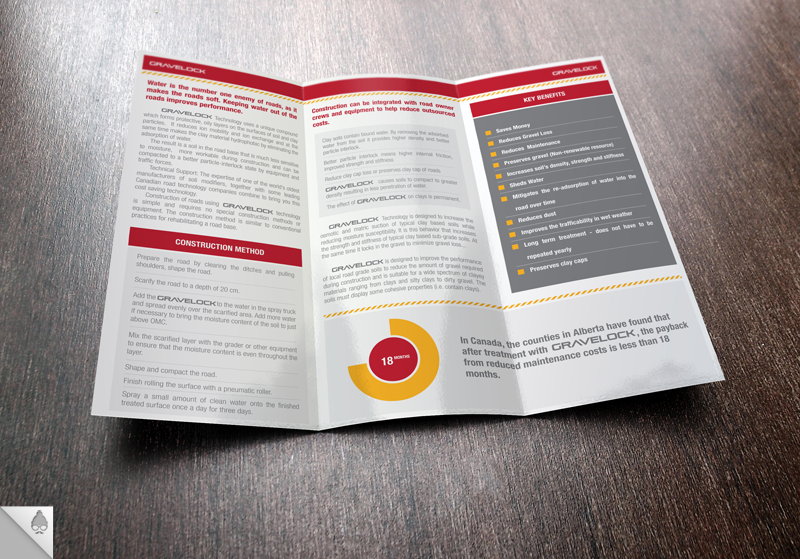 GRAVELOCK
Water is the number one enemy of roads, as it
makes the roads soft. Keeping water out of the
roads improves performance.
GRAVELOCK Technology uses a unique compound
which forms protective, oily layers on the surfaces of soil and clay
particles. It reduces ion mobility and ion exchange and at the
same time makes the clay material hydrophobic by eliminating the
adsorption of water.
The result is a soil in the road base that is much less sensitive
to moisture, more workable during construction and can be
compacted to a better particle interlock state by equipment and
traffic forces.
Technical Support: The expertise of one of the world's oldest
manufacturers of soil modifiers, together with some leading
Canadian road technology companies combine to bring you this
cost saving technology.
Construction of roads using GRAVELOCK technology
is simple and requires no special construction methods or
equipment. The construction method is similar to conventional
practices for rehabilitating a road base.
CONSTRUCTION METHOD
Prepare the road by cleaning the ditches and pulling
shoulders, shape the road.
Scarify the road to a depth of 20 cm.
Add the GRAVELOCK to the water in the spray truck
and spread evenly over the scarified area. Add more water
if necessary to bring the moisture content of the soil to just
above OMC.
Mix the scarified layer with the grader or other equipment
to ensure that the moisture content is even throughout the
layer.
Shape and compact the road.
Finish rolling the surface with a pneumatic roller.
Spray a small amount of clean water onto the finished
treated surface once a day for three days.
Construction can be integrated with road owner
crews and equipment to help reduce outsourced
costs.
Clay soils contain bound water. By removing the adsorbed
water from the soil it provides higher density and better
particle interlock.
Better particle interlock means higher internal friction,
improved strength and stiffness.
Reduce clay cap loss or preserves clay cap of roads.
GRAVELOCK causes soils to compact to greater
density resulting in less penetration of water.
The effect of GRAVELOCK on clays is permanent.
GRAVELOCK Technology is designed to increase the
osmotic and matric suction of typical clay based soils while
reducing moisture susceptibility. It is this behavior that increases
the strength and stiffness of typical clay based sub-grade soils. At
the same time it locks in the gravel to minimize gravel loss.
GRAVELOCK is designed to improve the performance
of local road grade soils to reduce the amount of gravel required
during construction and is suitable for a wide spectrum of clayey
materials ranging from clays and silty clays to dirty gravel. The
soils must display some cohesive properties (i.e. contain clays).
18 MONTHS
GRAVELOCK
KEY BENEFITS
Saves Money
Reduces Gravel Loss
Reduces Maintenance
Preserves gravel (Non-renewable resource)
Increases soil's density, strength and stiffness
Sheds Water
Mitigates the re-adsorption of water into the
road over time
Reduces dust
Improves the trafficability in wet weather
Long term treatment - does not have to be
repeated yearly
Preserves clay caps
In Canada, the counties in Alberta have found that
after treatment with GRAVELOCK, the payback
from reduced maintenance costs is less than 18
months.